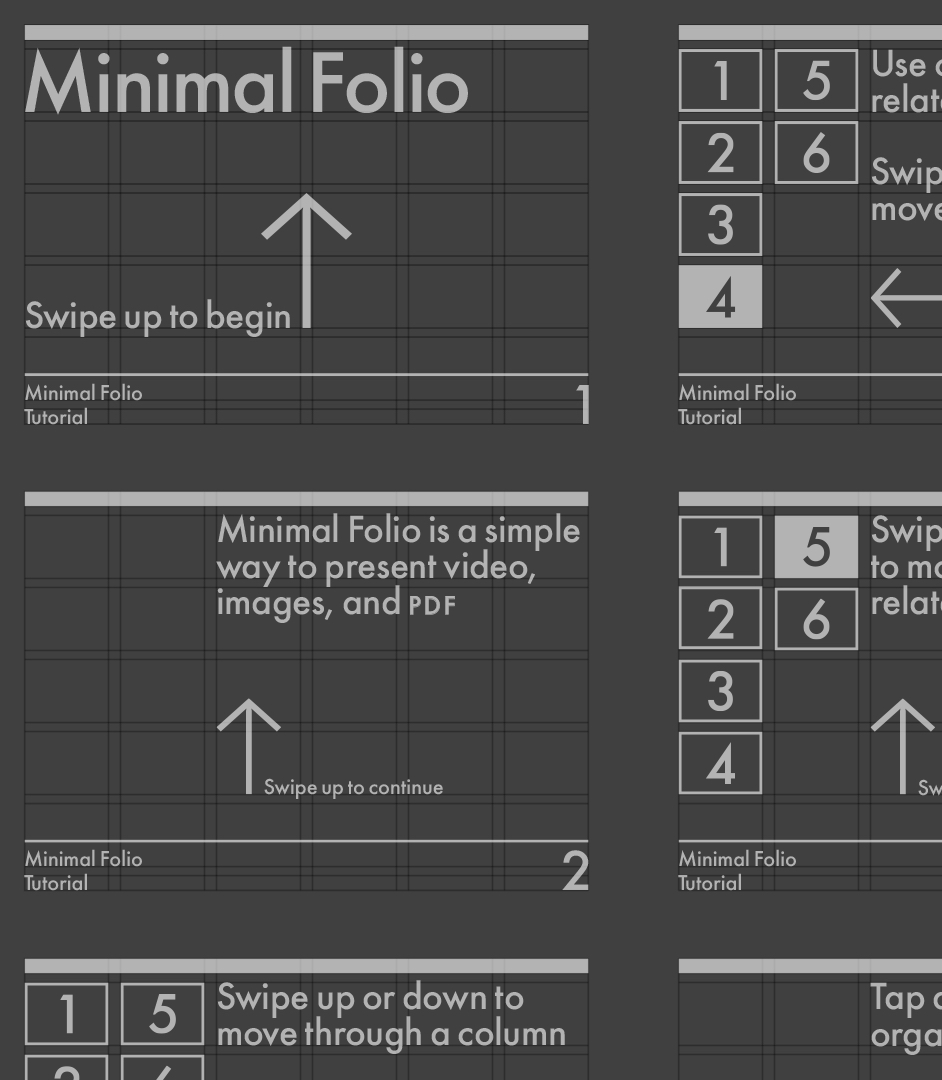 Minimal Folio
Swipe up to begin
Minimal Folio
Tutorial
1
1 5
2 6
3
4
Use
relat
Swip
move
Minimal Folio
Tutorial
Minimal Folio is a simple
way to present video,
images, and PDF
Swipe up to continue
Minimal Folio
Tutorial
2
1 5
2 6
3
4
Swip
to
relat
Sw
Minimal Folio
Tutorial
1 5
Swipe up or down to
move through a column
Tap
orga